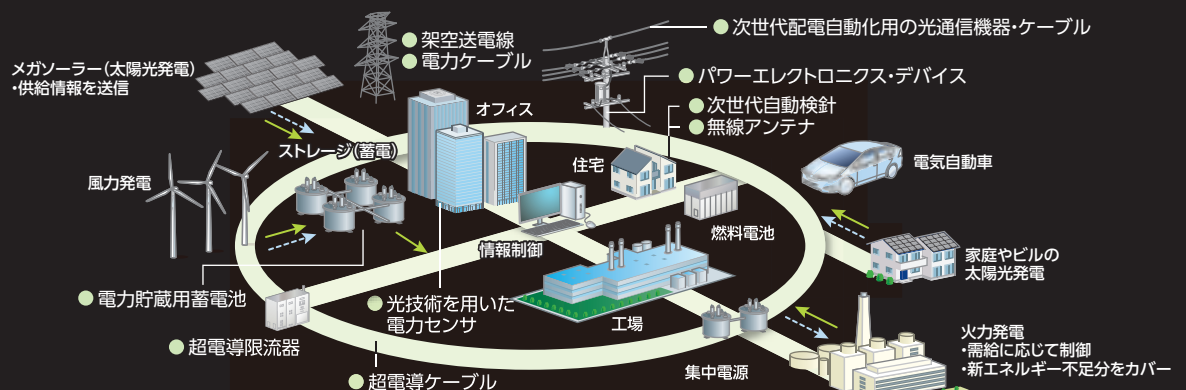 メガソーラー（太陽光発電）
・供給情報を送信
● 架空送電線
● 電力ケーブル
● 次世代配電自動化用の光通信機器・ケーブル
● パワーエレクトロニクス・デバイス
● 次世代自動検針
● 無線アンテナ
オフィス
ストレージ（蓄電）
住宅
電気自動車
風力発電
燃料電池
情報制御
家庭やビルの
太陽光発電
● 電力貯蔵用蓄電池
● 光技術を用いた
電力センサ
工場
● 超電導限流器
火力発電
・需給に応じて制御
・新エネルギー不足分をカバー
集中電源
● 超電導ケーブル